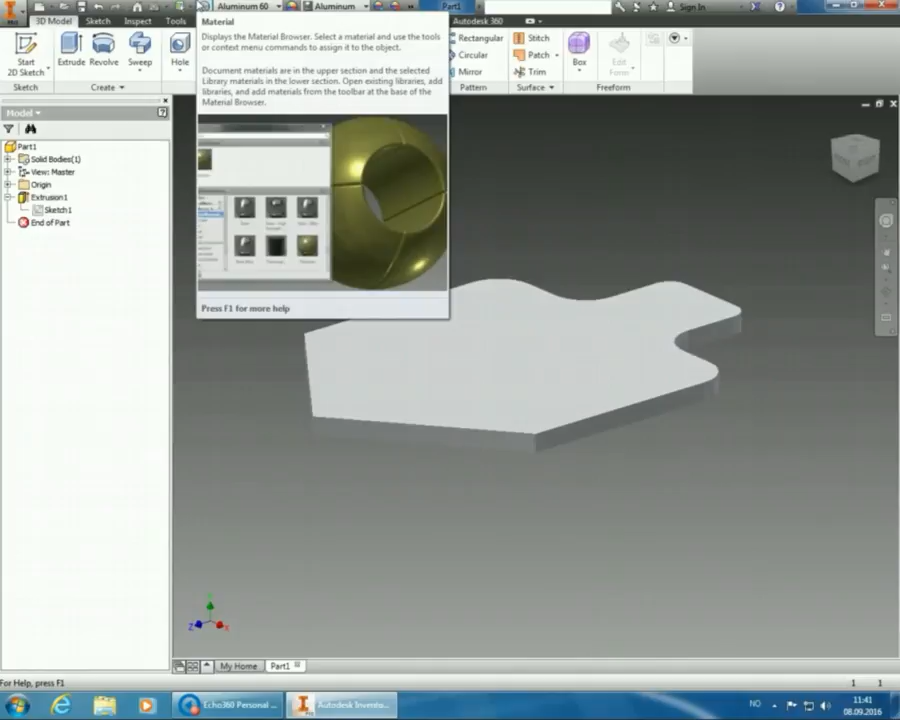 Aluminum 60
Aluminum
Part1
Sign In
3D Model
Sketch
Inspect
Tools
Autodesk 360
Start
2D Sketch
Extrude
Revolve
Sweep
Hole
Sketch
Create
Material
Displays the Material Browser. Select a material and use the tools
or context menu commands to assign it to the object.
Document materials are in the upper section and the selected
Library materials in the lower section. Open existing libraries, add
libraries, and add materials from the toolbar at the base of the
Material Browser.
Press F1 for more help
Rectangular
Circular
Mirror
Pattern
Stitch
Patch
Trim
Surface
Box
Edit
Form
Freeform
Model
Part1
Solid Bodies(1)
View: Master
Origin
Extrusion1
Sketch1
End of Part
Z
X
My Home
Part1
For Help, press F1
1 1
Echo360 Personal ...
Autodesk Invento...
NO
11:41
08.09.2016